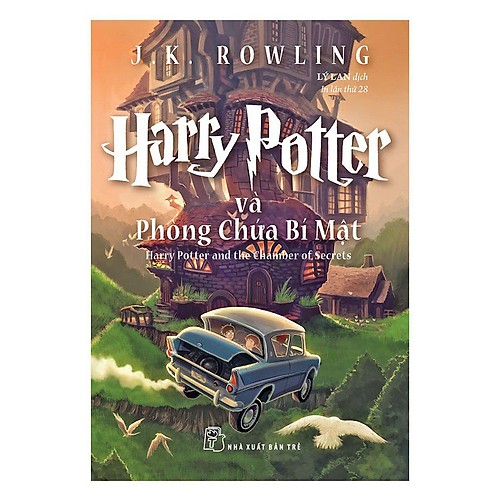 J. K. ROWLING
LÝ LAN dịch
In lần thứ 28
Harry Potter
và
Phòng Chứa Bí Mật
Harry Potter and the Chamber of Secrets
NHÀ XUẤT BẢN TRẺ